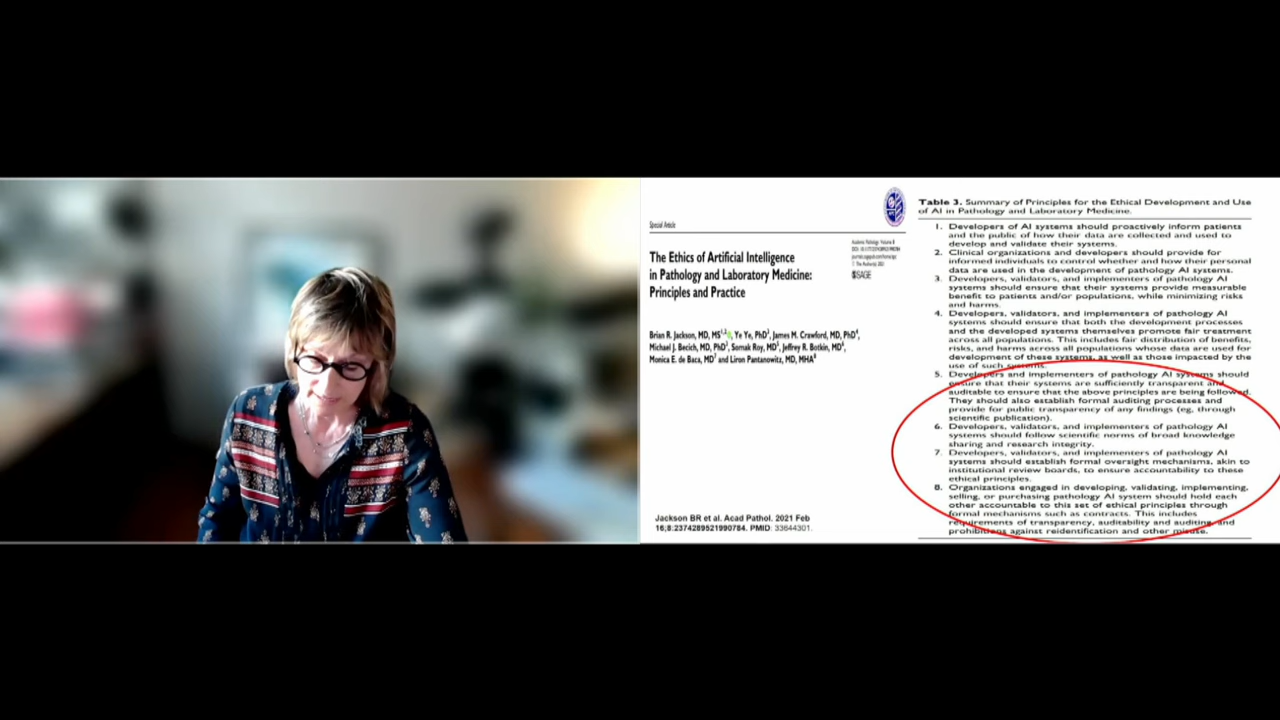 Special Article
The Ethics of Artificial Intelligence
in Pathology and Laboratory Medicine:
Principles and Practice
Academic Pathology: Volume 8
© The Author(s) 2021
SAGE
Brian R. Jackson, MD, MS1,2, Ye Ye, PhD3, James M. Crawford, MD, PhD4,
Michael J. Becich, MD, PhD3, Somak Roy, MD5, Jeffrey R. Botkin, MD6,
Monica E. de Baca, MD7 and Liron Pantanowitz, MD, MHA8
Jackson BR et al. Acad Pathol. 2021 Feb
16;8:2374289521990784. PMID: 33644301.
Table 3. Summary of Principles for the Ethical Development and Use
of AI in Pathology and Laboratory Medicine.
1. Developers of AI systems should proactively inform patients
and the public of how their data are collected and used to
develop and validate their systems.
2. Clinical organizations and developers should provide for
informed individuals to control whether and how their personal
data are used in the development of pathology AI systems.
3. Developers, validators, and implementers of pathology AI
systems should ensure that their systems provide measurable
benefit to patients and/or populations, while minimizing risks
and harms.
4. Developers, validators, and implementers of pathology AI
systems should ensure that both the development processes
and the developed systems themselves promote fair treatment
across all populations. This includes fair distribution of benefits,
risks, and harms across all populations whose data are used for
development of these systems, as well as those impacted by the
use of such systems.
5. Developers and implementers of pathology AI systems should
ensure that their systems are sufficiently transparent and
auditable to ensure that the above principles are being followed.
They should also establish formal auditing processes and
provide for public transparency of any findings (eg, through
scientific publication).
6. Developers, validators, and implementers of pathology AI
systems should follow scientific norms of broad knowledge
sharing and research integrity.
7. Developers, validators, and implementers of pathology AI
systems should establish formal oversight mechanisms, akin to
institutional review boards, to ensure accountability to these
ethical principles.
8. Organizations engaged in developing, validating, implementing,
selling, or purchasing pathology AI system should hold each
other accountable to this set of ethical principles through
formal mechanisms such as contracts. This includes
requirements of transparency, auditability and auditing, and
prohibitions against reidentification and other misuse.